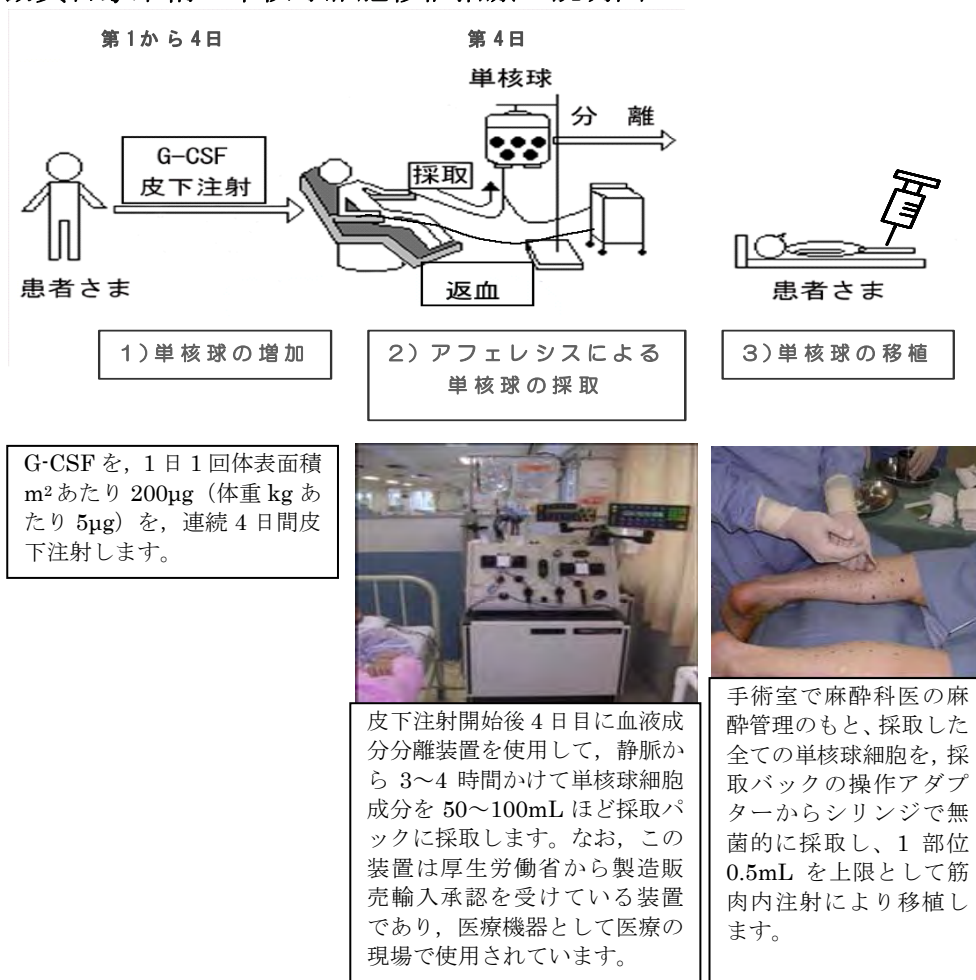 第1から4日
第4日
単核球
分 離
G-CSF
皮下注射
採取
返血
患者さま
患者さま
1)単核球の増加
2)アフェレシスによる
単核球の採取
3)単核球の移植
G-CSF を，1 日 1 回体表面積
m²あたり 200μg（体重 kg あ
たり 5μg）を，連続 4 日間皮
下注射します。
皮下注射開始後 4 日目に血液成
分分離装置を使用して，静脈か
ら 3～4 時間かけて単核球細胞
成分を 50～100mL ほど採取パ
ックに採取します。なお，この
装置は厚生労働省から製造販
売輸入承認を受けている装置
であり，医療機器として医療の
現場で使用されています。
手術室で麻酔科医の麻
酔管理のもと、採取した
全ての単核球細胞を，採
取バックの操作アダプ
ターからシリンジで無
菌的に採取し、1 部位
0.5mL を上限として筋
肉内注射により移植し
ます。